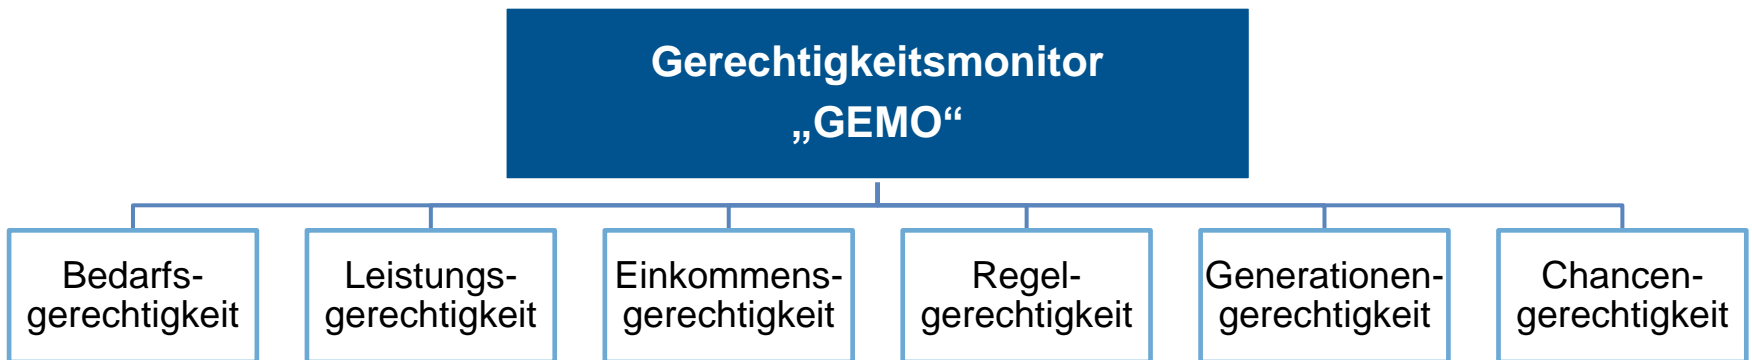 Gerechtigkeitsmonitor
„GEMO“
Bedarfs-
gerechtigkeit
Leistungs-
gerechtigkeit
Einkommens-
gerechtigkeit
Regel-
gerechtigkeit
Generationen-
gerechtigkeit
Chancen-
gerechtigkeit